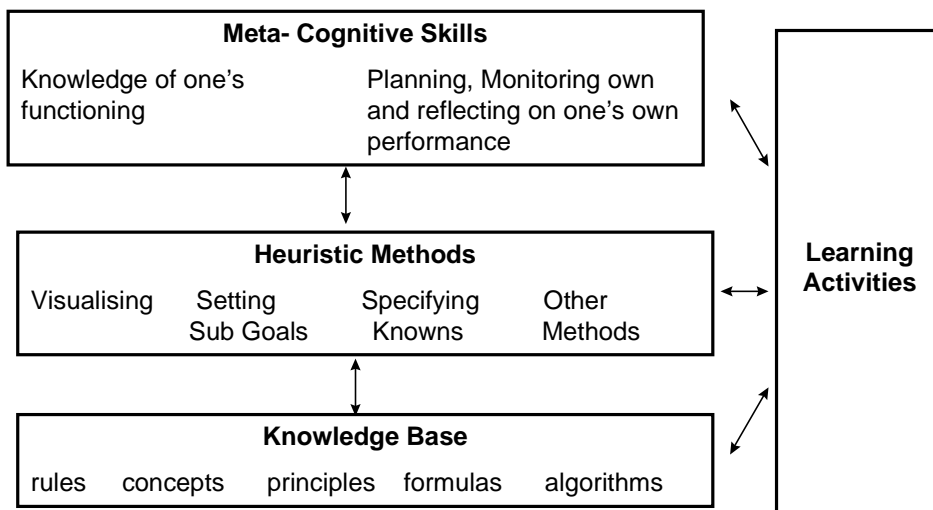 Meta- Cognitive Skills
Knowledge of one's
functioning
Planning, Monitoring own
and reflecting on one's own
performance
Heuristic Methods
Visualising Setting Specifying Other
Sub Goals Knowns Methods
Learning
Activities
Knowledge Base
rules concepts principles formulas algorithms